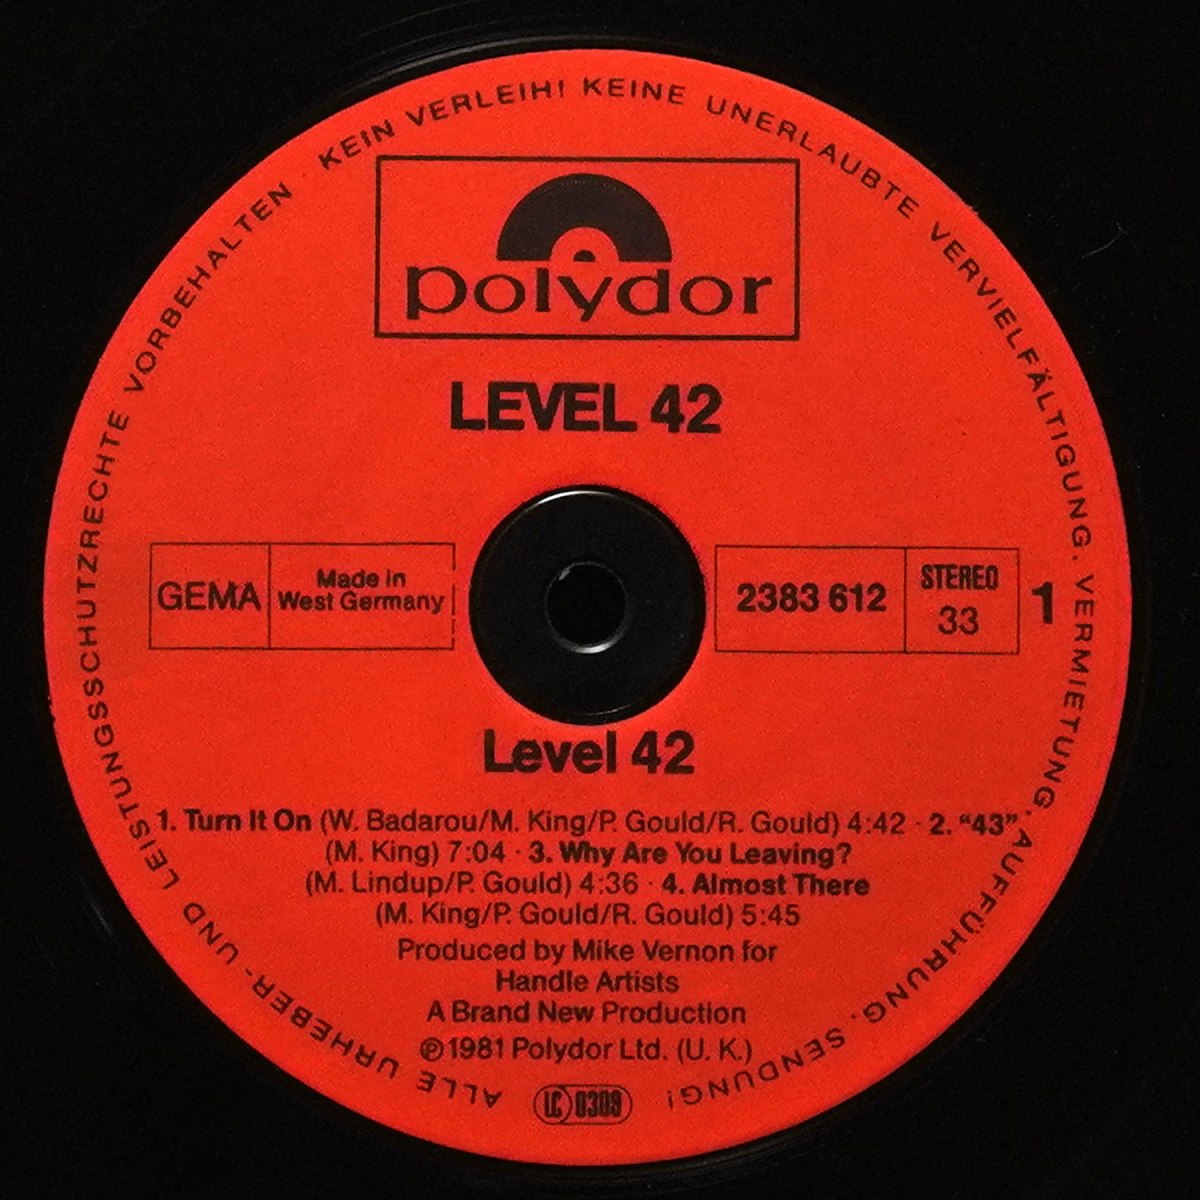 ALLE URHEBER- UND LEISTUNGSSCHUTZRECHTE VORBEHALTEN · KEIN VERLEIH! KEINE UNERLAUBTE VERVIELFÄLTIGUNG, VERMIETUNG, AUFFÜHRUNG, SENDUNG!
polydor
LEVEL 42
GEMA
Made in
West Germany
2383 612
STEREO
33
1
Level 42
1. Turn It On (W. Badarou/M. King/P. Gould/R. Gould) 4:42 · 2. “43”
(M. King) 7:04 · 3. Why Are You Leaving?
(M. Lindup/P. Gould) 4:36 · 4. Almost There
(M. King/P. Gould/R. Gould) 5:45
Produced by Mike Vernon for
Handle Artists
A Brand New Production
℗ 1981 Polydor Ltd. (U. K.)
LC 0309